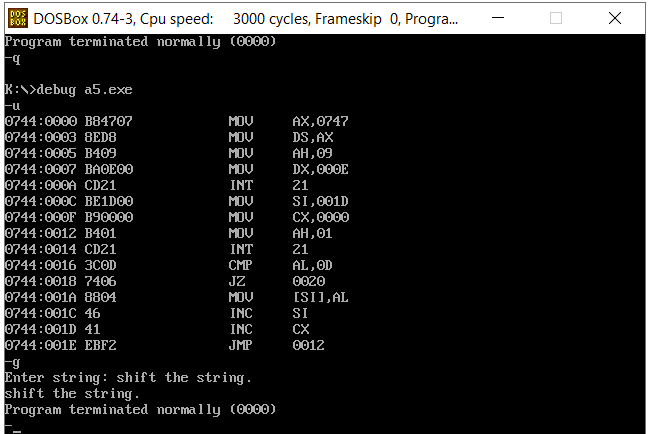 DOSBox 0.74-3, Cpu speed: 3000 cycles, Frameskip 0, Progra...
Program terminated normally (0000)
-q
K:\>debug a5.exe
-u
0744:0000 B84707 MOV AX,0747
0744:0003 8ED8 MOV DS,AX
0744:0005 B409 MOV AH,09
0744:0007 BA0E00 MOV DX,000E
0744:000A CD21 INT 21
0744:000C BE1D00 MOV SI,001D
0744:000F B90000 MOV CX,0000
0744:0012 B401 MOV AH,01
0744:0014 CD21 INT 21
0744:0016 3C0D CMP AL,0D
0744:0018 7406 JZ 0020
0744:001A 8804 MOV [SI],AL
0744:001C 46 INC SI
0744:001D 41 INC CX
0744:001E EBF2 JMP 0012
-g
Enter string: shift the string.
shift the string.
Program terminated normally (0000)
-_